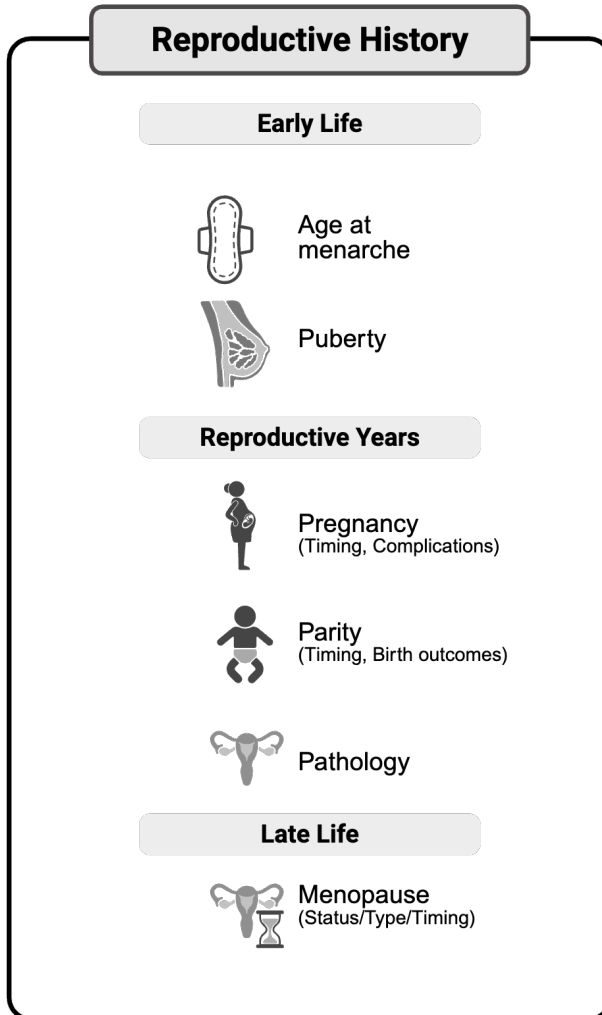 Reproductive History
Early Life
Age at
menarche
Puberty
Reproductive Years
Pregnancy
(Timing, Complications)
Parity
(Timing, Birth outcomes)
Pathology
Late Life
Menopause
(Status/Type/Timing)